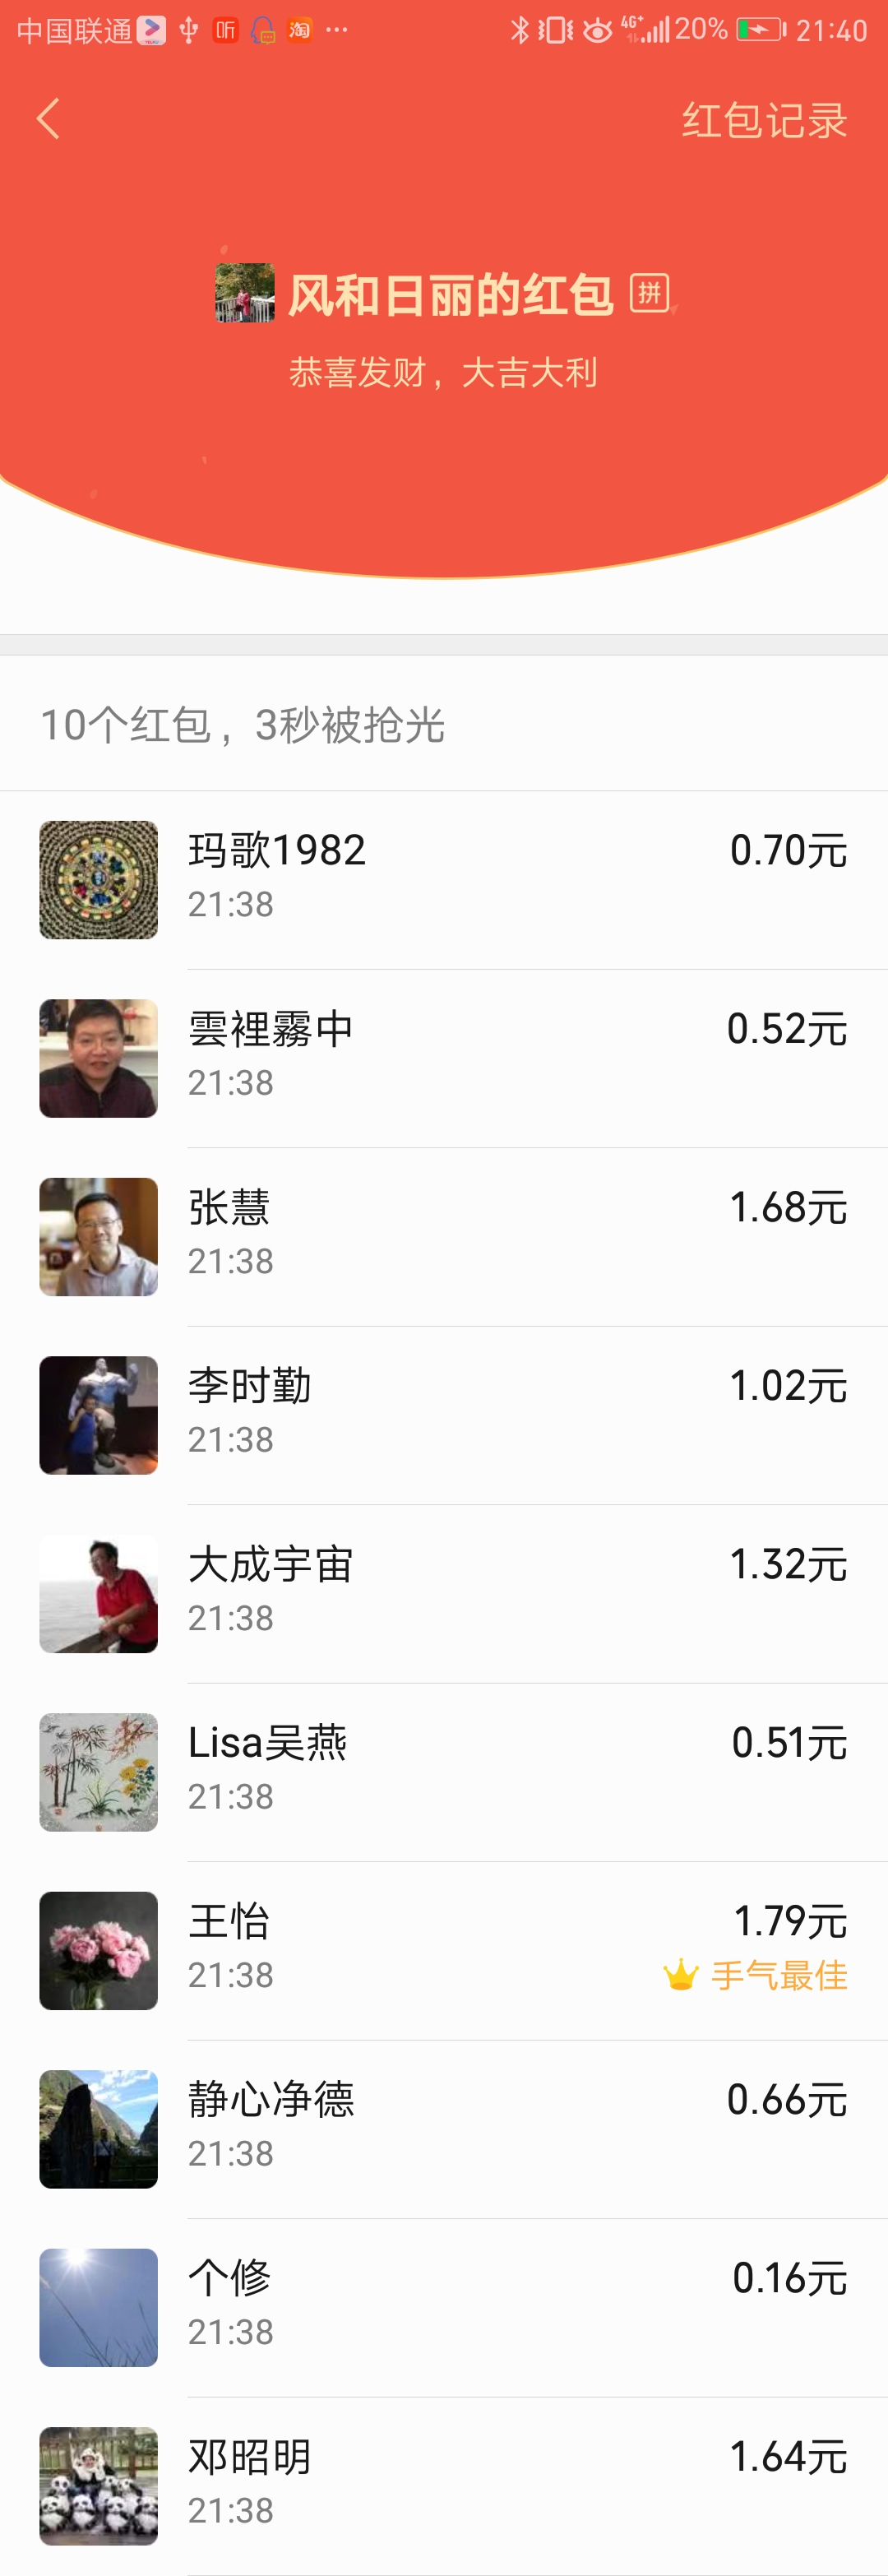 中国联通 听 淘 ··· 4G+ 20% 21:40
红包记录
风和日丽的红包 拼
恭喜发财，大吉大利
10个红包，3秒被抢光
玛歌1982 0.70元
21:38
雲裡霧中 0.52元
21:38
张慧 1.68元
21:38
李时勤 1.02元
21:38
大成宇宙 1.32元
21:38
Lisa吴燕 0.51元
21:38
王怡 1.79元
21:38 手气最佳
静心净德 0.66元
21:38
个修 0.16元
21:38
邓昭明 1.64元
21:38